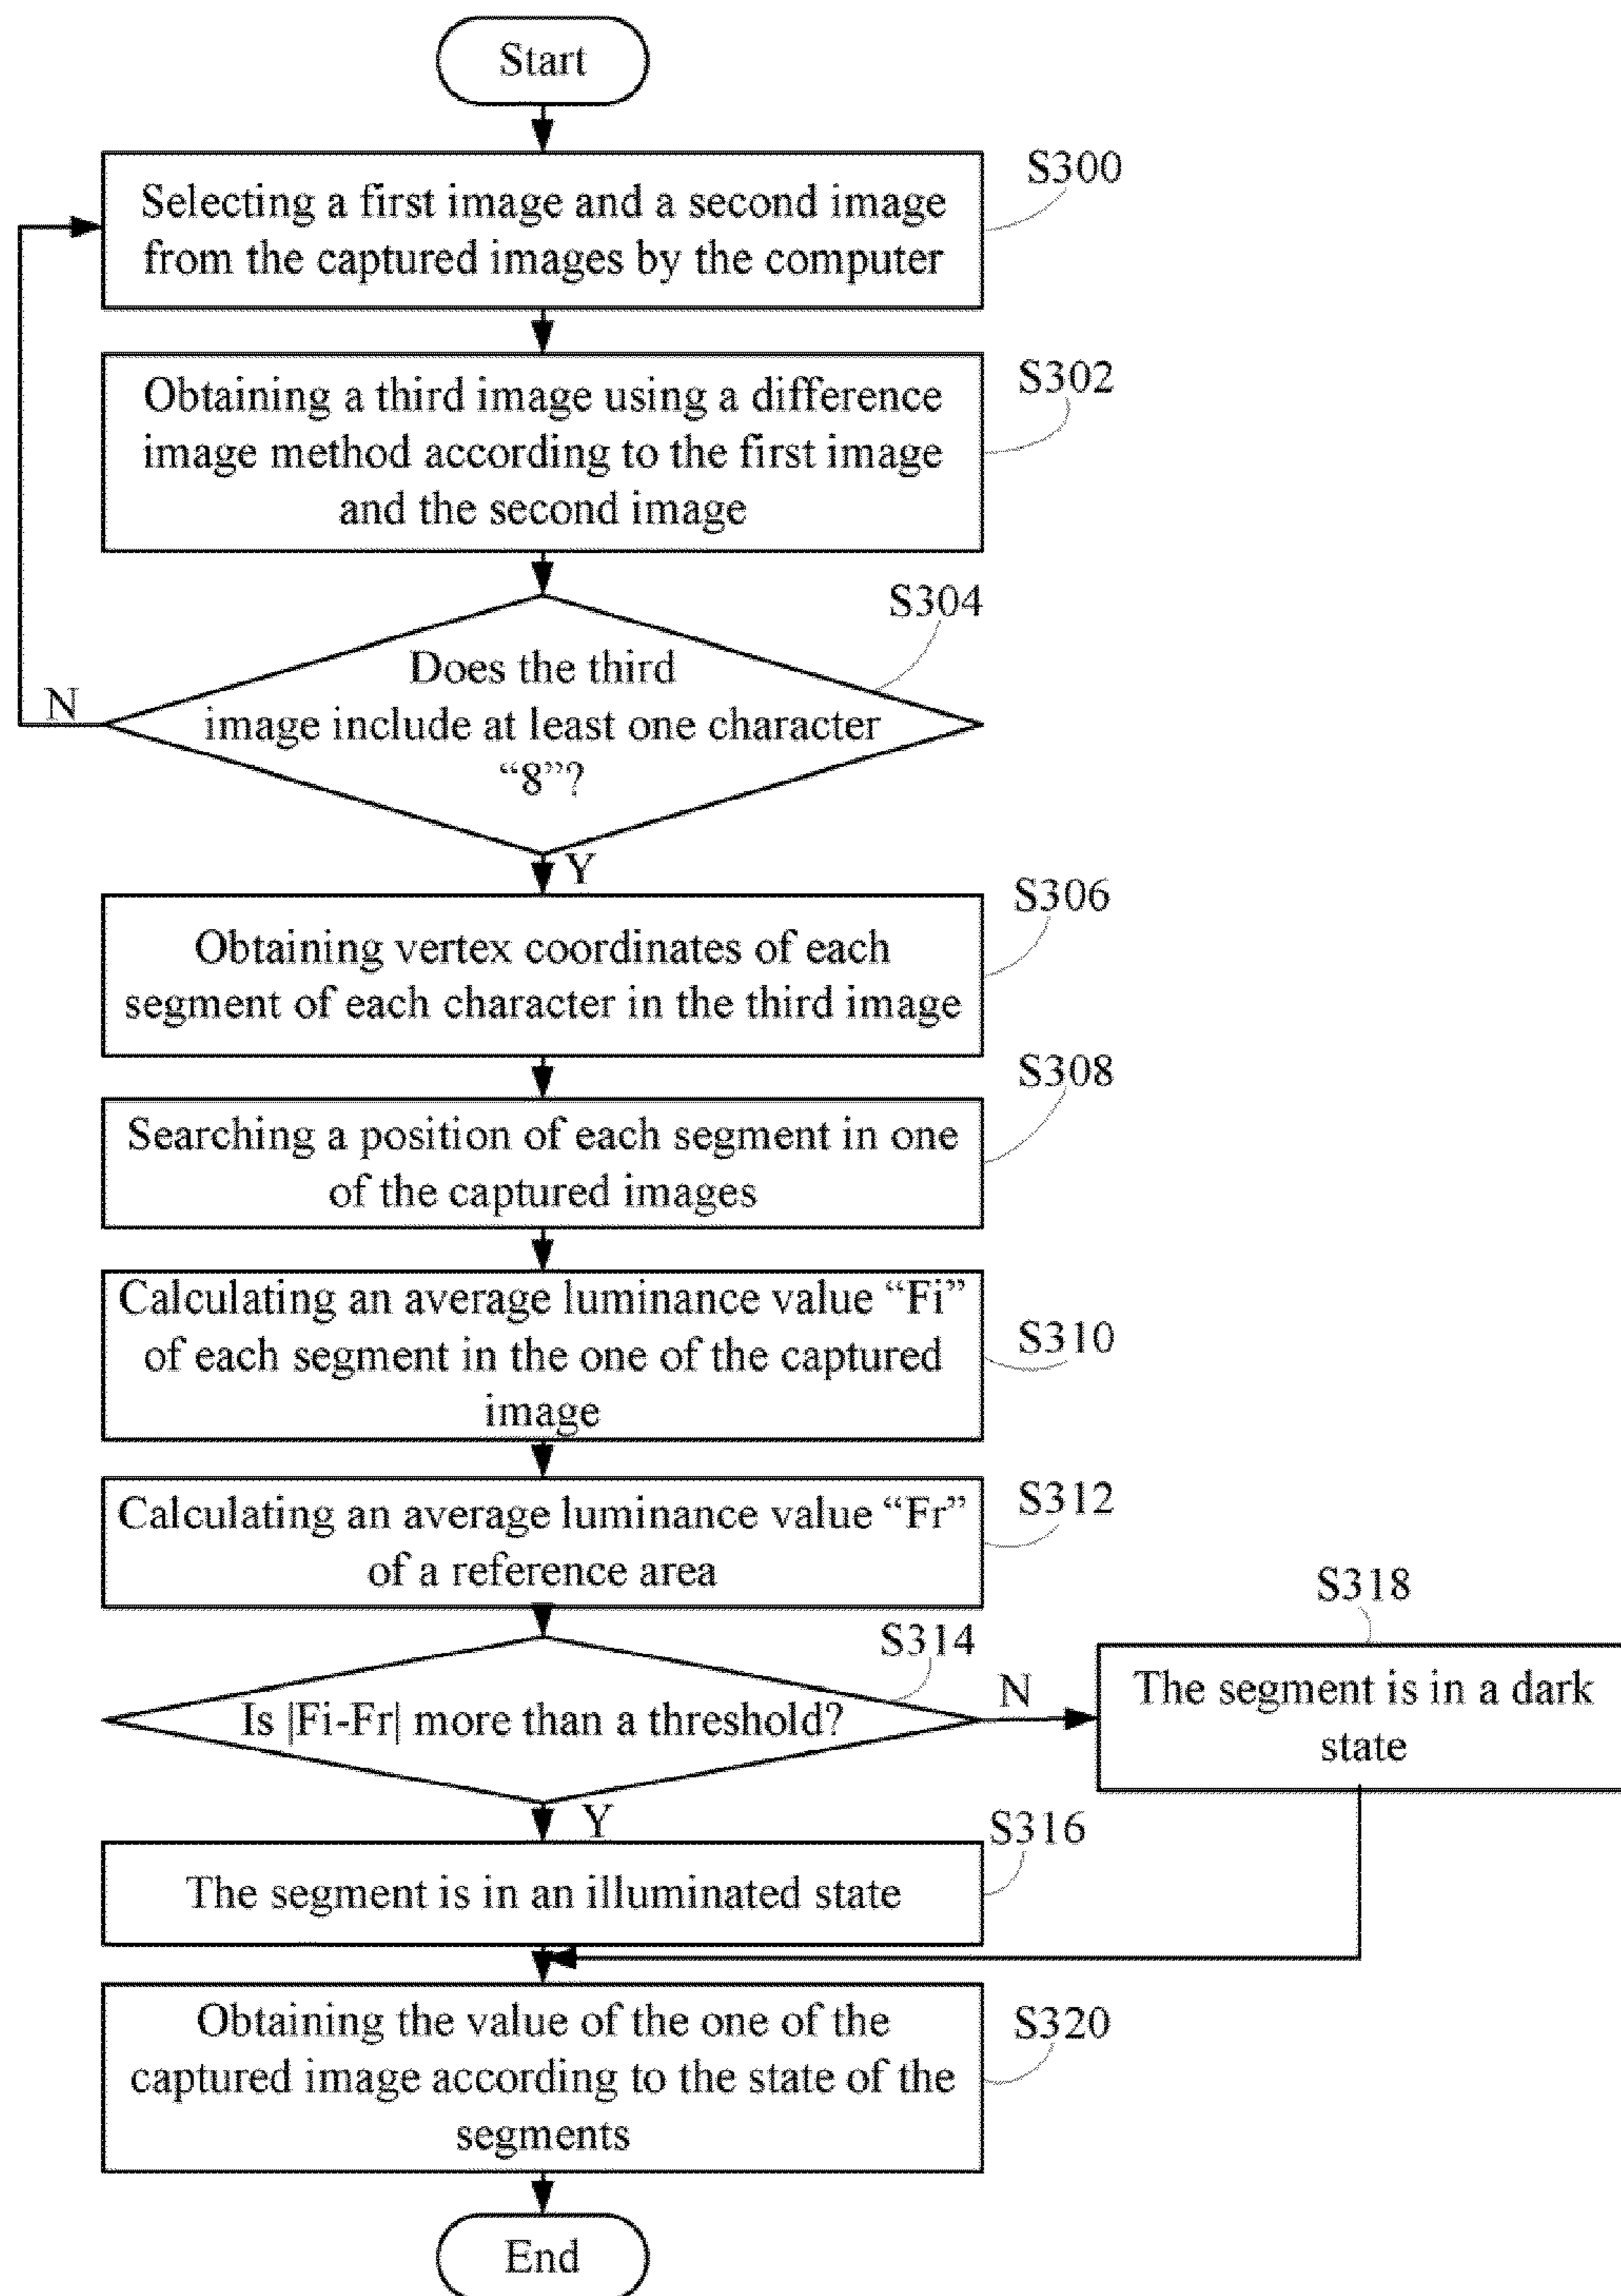 Start
S300
Selecting a first image and a second image
from the captured images by the computer
S302
Obtaining a third image using a difference
image method according to the first image
and the second image
S304
Does the third
image include at least one character
“8”?
N
Y
S306
Obtaining vertex coordinates of each
segment of each character in the third image
S308
Searching a position of each segment in one
of the captured images
Calculating an average luminance value “Fi”
of each segment in the one of the captured
image
S310
S312
Calculating an average luminance value “Fr”
of a reference area
S314
Is |Fi-Fr| more than a threshold?
N
S318
The segment is in a dark
state
Y
S316
The segment is in an illuminated state
Obtaining the value of the one of the
captured image according to the state of the
segments
S320
End